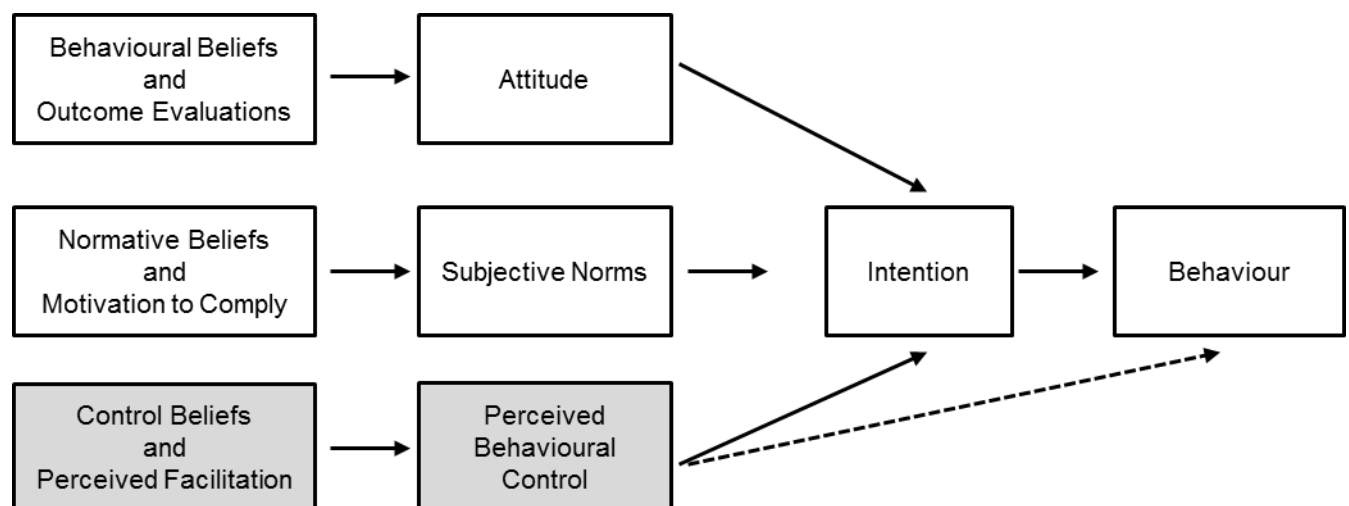 Behavioural Beliefs
and
Outcome Evaluations
Attitude
Normative Beliefs
and
Motivation to Comply
Subjective Norms
Intention
Behaviour
Control Beliefs
and
Perceived Facilitation
Perceived
Behavioural
Control